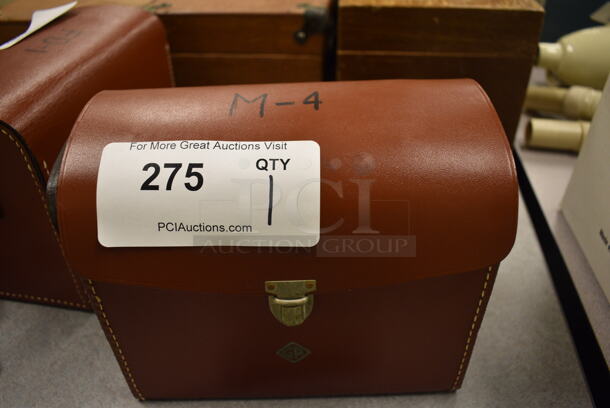 M-4
For More Great Auctions Visit
275
QTY
1
PCIAuctions.com
PCI
AUCTION GROUP